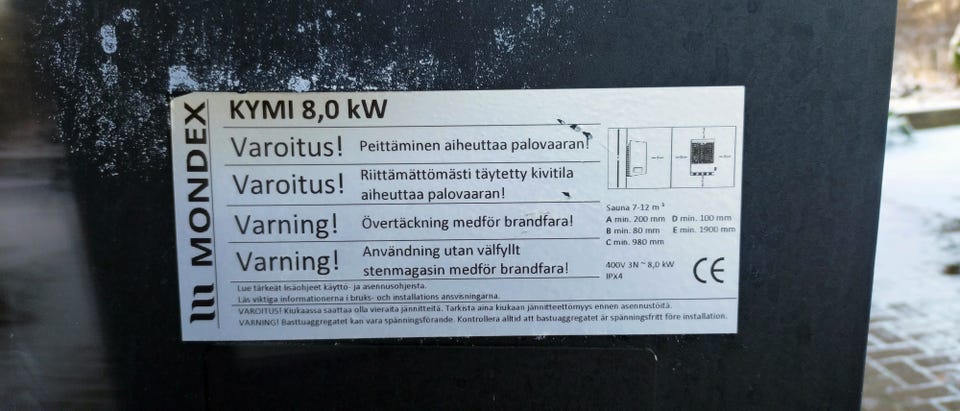 MONDEX
KYMI 8,0 kW
Varoitus! Peittäminen aiheuttaa palovaaran!
Varoitus! Riittämättömästi täytetty kivitila
aiheuttaa palovaaran!
Varning! Övertäckning medför brandfara!
Varning! Användning utan välfyllt
stenmagasin medför brandfara!
Sauna 7-12 m³
A min. 200 mm D min. 100 mm
B min. 80 mm E min. 1900 mm
C min. 980 mm
400V 3N~ 8,0 kW
IPX4
CE
Lue tärkeät lisäohjeet käyttö- ja asennusohjeista.
Läs viktiga informationerna i bruks- och installations ansvisningarna.
VAROITUS! Kiukaassa saattaa olla vieraita jännitteitä. Tarkista aina kiukaan jännitteettömyys ennen asennustöitä.
VARNING! Bastuaggregatet kan vara spänningsförande. Kontrollera alltid att bastuaggregatet är spänningsfritt före installation.